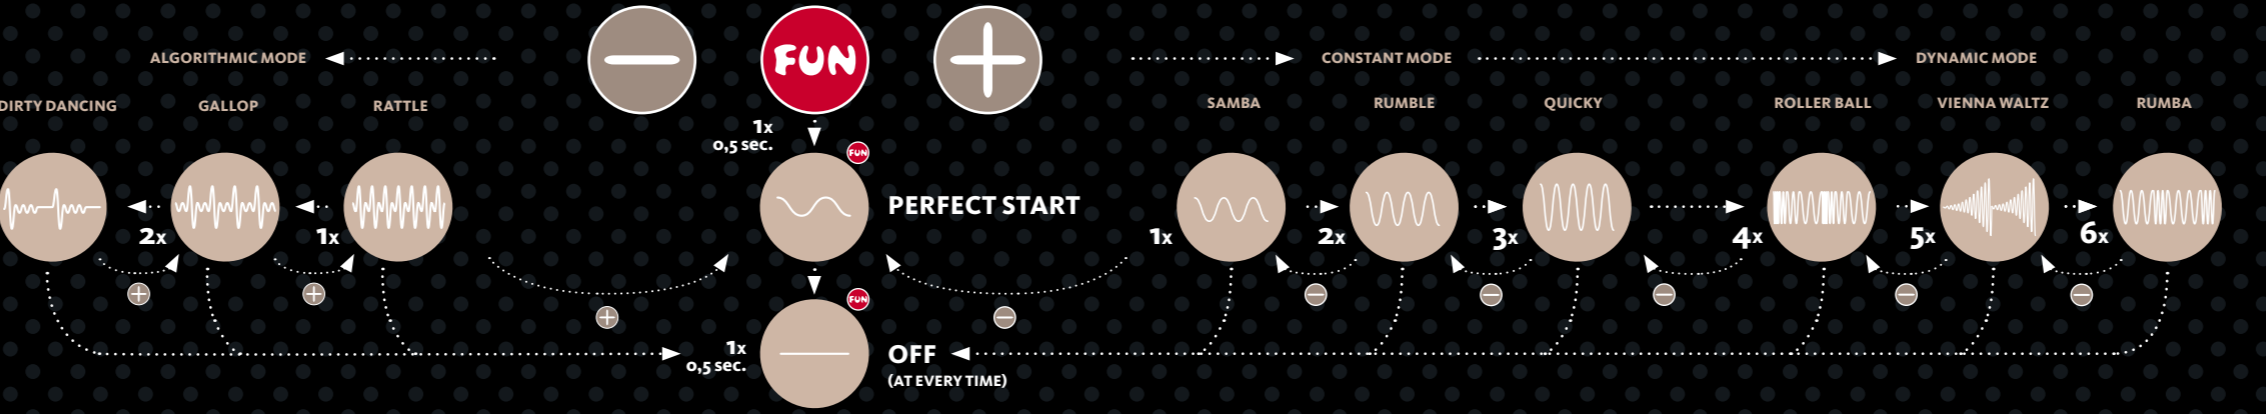 FUN
ALGORITHMIC MODE
CONSTANT MODE
DYNAMIC MODE
DIRTY DANCING
GALLOP
RATTLE
SAMBA
RUMBLE
QUICKY
ROLLER BALL
VIENNA WALTZ
RUMBA
1x
0,5 sec.
FUN
PERFECT START
2x
1x
1x
2x
3x
4x
5x
6x
FUN
1x
0,5 sec.
OFF
(AT EVERY TIME)